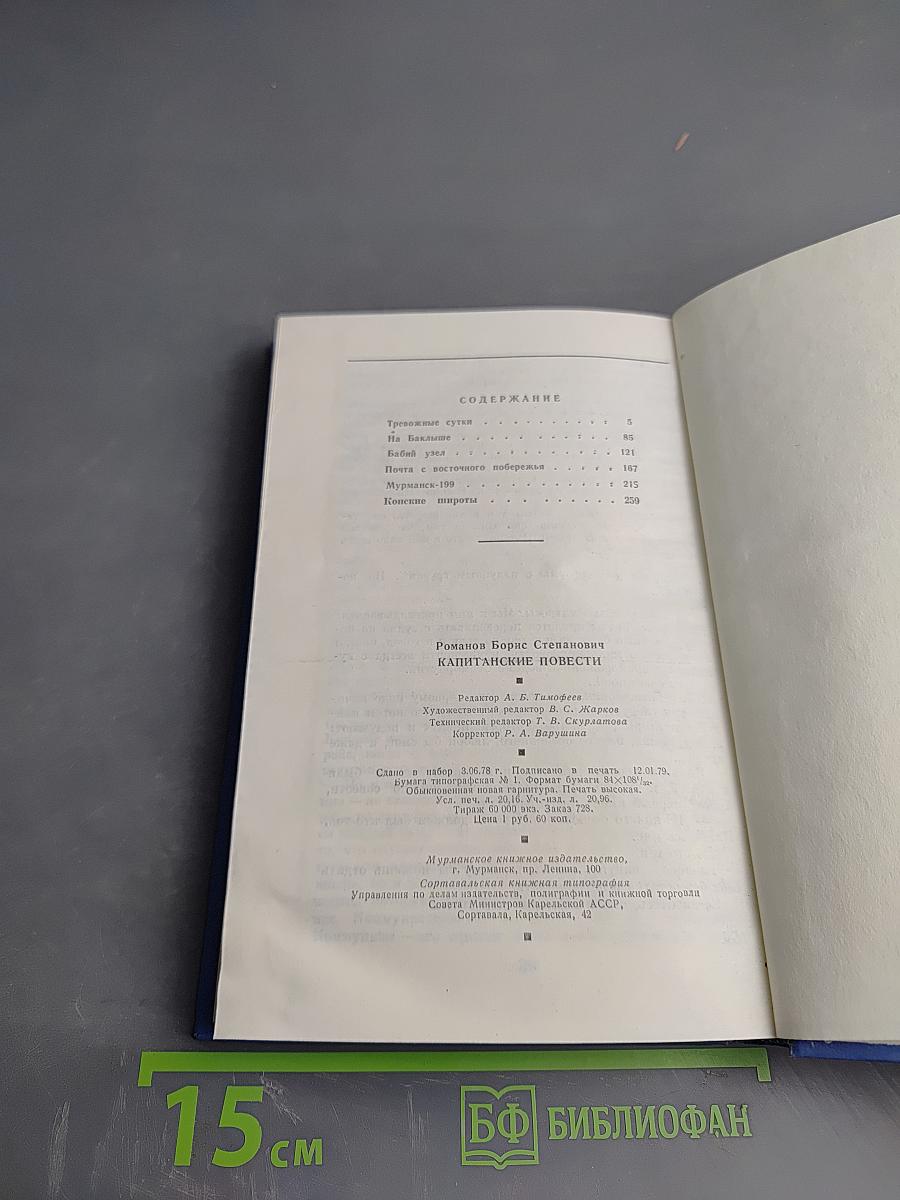 СОДЕРЖАНИЕ
Тревожные сутки . . . . . . . . . : 5
На Баклыше . . . . . . . . . : . 85
Бабий узел . : . . . . . . . . : 121
Почта с восточного побережья . . . . . 167
Мурманск-199 . . . . . . . . . . : : 215
Конские широты . . . . . . . . . 259
Романов Борис Степанович
КАПИТАНСКИЕ ПОВЕСТИ
Редактор А. Б. Тимофеев
Художественный редактор В. С. Жарков
Технический редактор Т. В. Скурлатова
Корректор Р. А. Варушина
Сдано в набор 3.06.78 г. Подписано в печать 12.01.79.
Бумага типографская № 1. Формат бумаги 84×108¹/₃₂.
Обыкновенная новая гарнитура. Печать высокая.
Усл. печ. л. 20,16. Уч.-изд. л. 20,96.
Тираж 60 000 экз. Заказ 728.
Цена 1 руб. 60 коп.
Мурманское книжное издательство,
г. Мурманск, пр. Ленина, 100
Сортавальская книжная типография
Управления по делам издательств, полиграфии и книжной торговли
Совета Министров Карельской АССР,
Сортавала, Карельская, 42
15 см
БФ БИБЛИОФАН